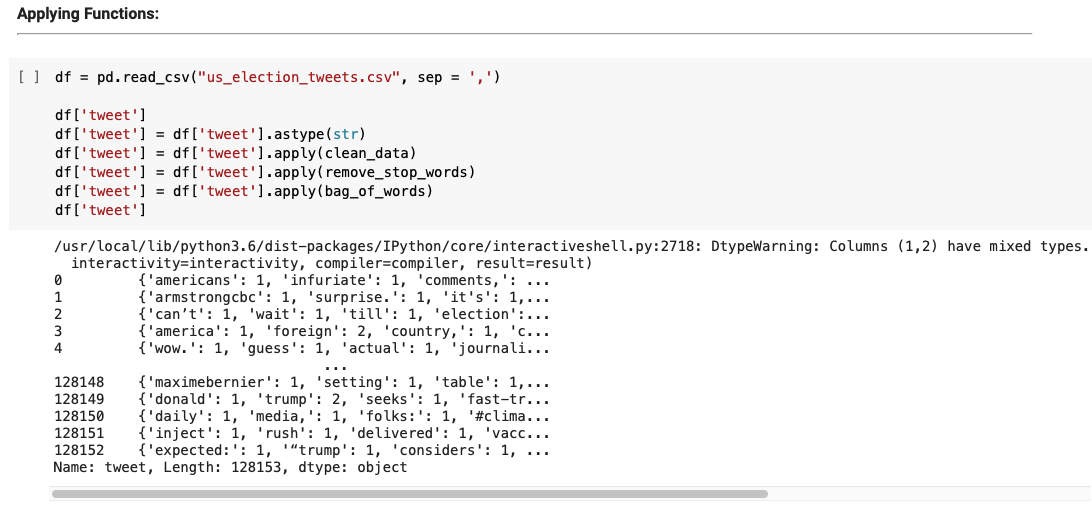 Applying Functions:
[ ] df = pd.read_csv("us_election_tweets.csv", sep = ',')
df['tweet']
df['tweet'] = df['tweet'].astype(str)
df['tweet'] = df['tweet'].apply(clean_data)
df['tweet'] = df['tweet'].apply(remove_stop_words)
df['tweet'] = df['tweet'].apply(bag_of_words)
df['tweet']
/usr/local/lib/python3.6/dist-packages/IPython/core/interactiveshell.py:2718: DtypeWarning: Columns (1,2) have mixed types.
interactivity=interactivity, compiler=compiler, result=result)
0 {'americans': 1, 'infuriate': 1, 'comments,': ...
1 {'armstrongcbc': 1, 'surprise.': 1, 'it's': 1,...
2 {'can’t': 1, 'wait': 1, 'till': 1, 'election':...
3 {'america': 1, 'foreign': 2, 'country,': 1, 'c...
4 {'wow.': 1, 'guess': 1, 'actual': 1, 'journali...
...
128148 {'maximebernier': 1, 'setting': 1, 'table': 1,...
128149 {'donald': 1, 'trump': 2, 'seeks': 1, 'fast-tr...
128150 {'daily': 1, 'media,': 1, 'folks:': 1, '#clima...
128151 {'inject': 1, 'rush': 1, 'delivered': 1, 'vacc...
128152 {'expected:': 1, '“trump': 1, 'considers': 1, ...
Name: tweet, Length: 128153, dtype: object